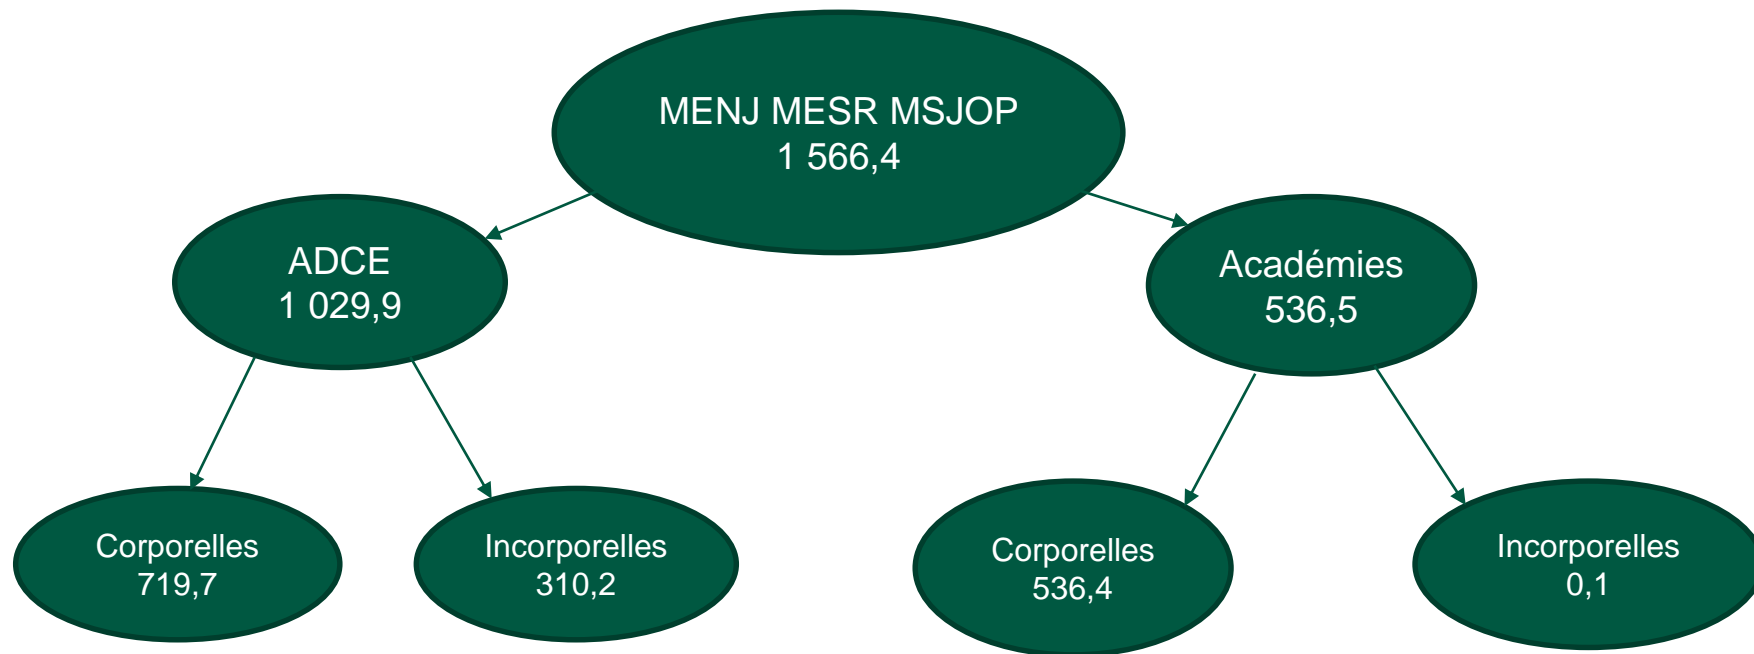 MENJ MESR MSJOP
1 566,4
ADCE
1 029,9
Académies
536,5
Corporelles
719,7
Incorporelles
310,2
Corporelles
536,4
Incorporelles
0,1